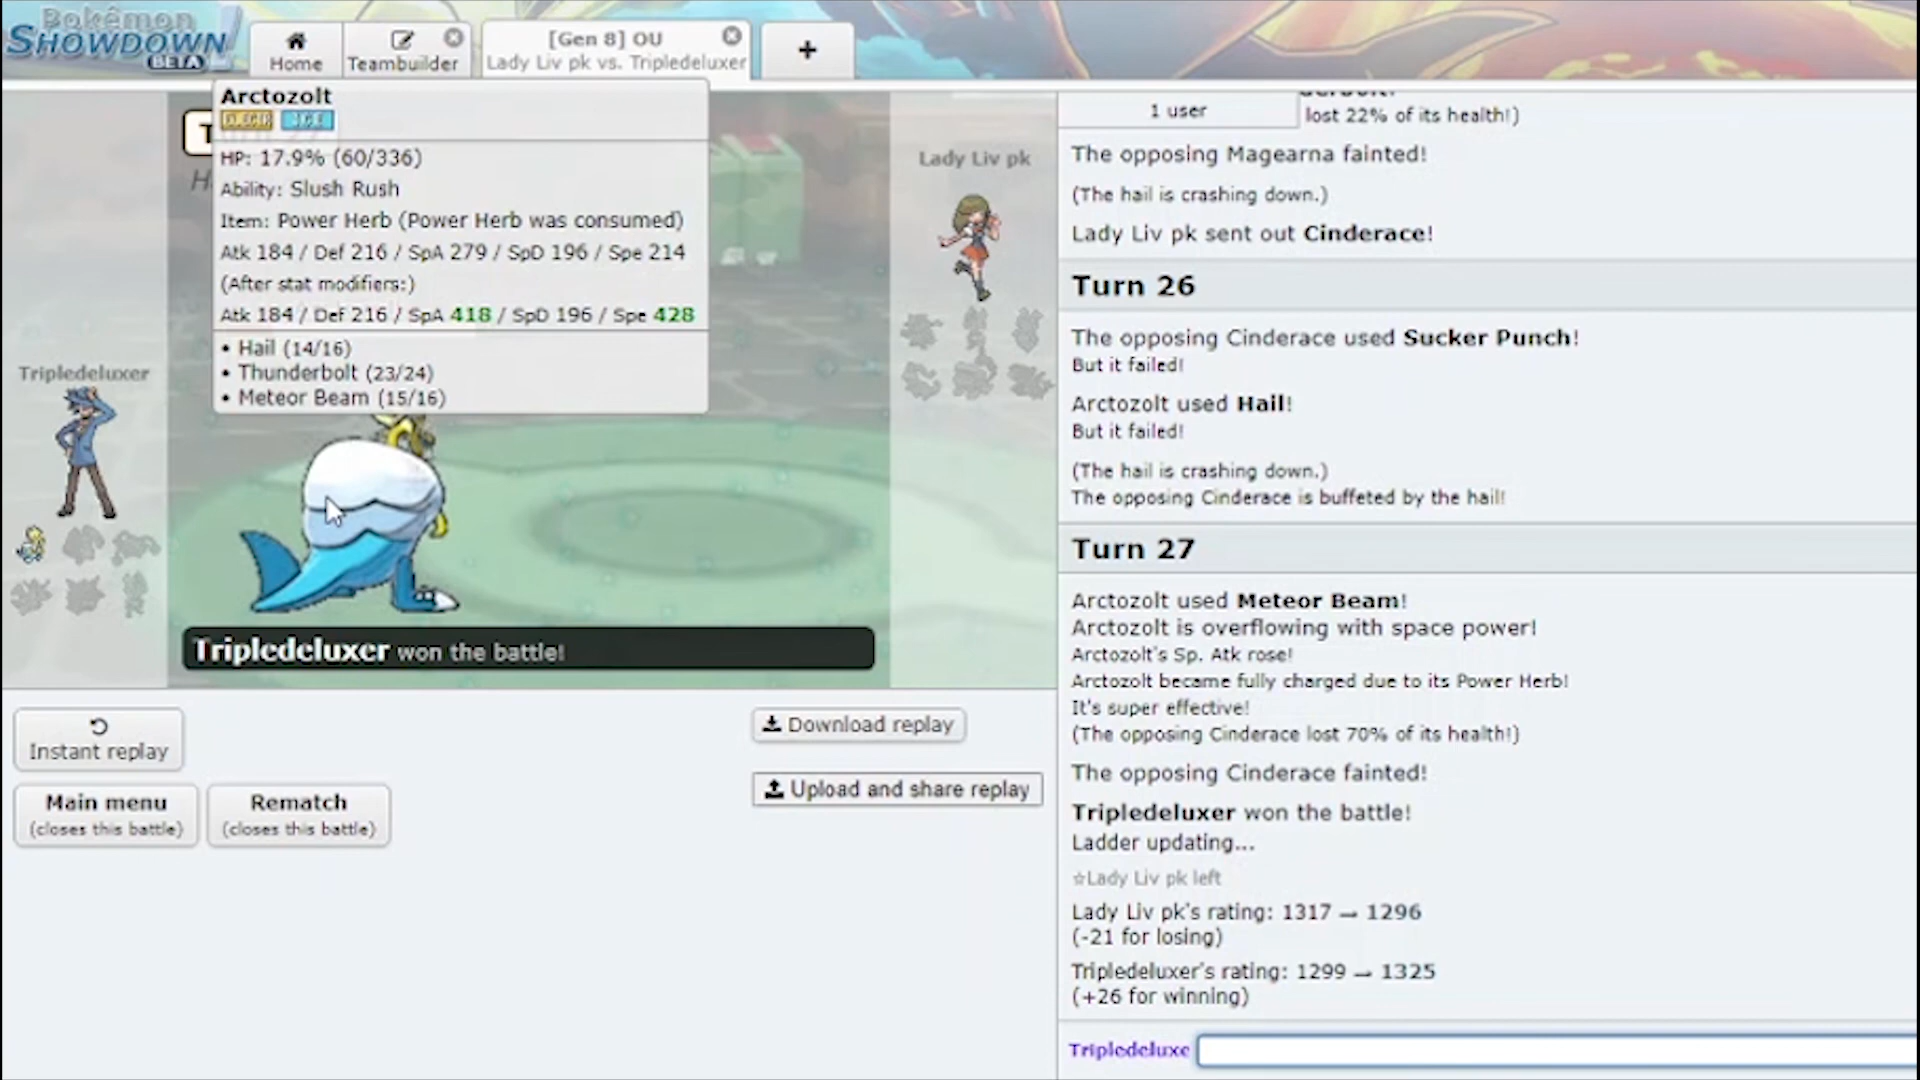 Pokémon
SHOWDOWN
BETA
Home
Teambuilder
[Gen 8] OU
Lady Liv pk vs. Tripledeluxer
+
Arctozolt
ELECTR ICE
HP: 17.9% (60/336)
Ability: Slush Rush
Item: Power Herb (Power Herb was consumed)
Atk 184 / Def 216 / SpA 279 / SpD 196 / Spe 214
(After stat modifiers:)
Atk 184 / Def 216 / SpA 418 / SpD 196 / Spe 428
• Hail (14/16)
• Thunderbolt (23/24)
• Meteor Beam (15/16)
Lady Liv pk
Tripledeluxer
Tripledeluxer won the battle!
Instant replay
Download replay
Upload and share replay
Main menu
(closes this battle)
Rematch
(closes this battle)
1 user
lost 22% of its health!)
The opposing Magearna fainted!
(The hail is crashing down.)
Lady Liv pk sent out Cinderace!
Turn 26
The opposing Cinderace used Sucker Punch!
But it failed!
Arctozolt used Hail!
But it failed!
(The hail is crashing down.)
The opposing Cinderace is buffeted by the hail!
Turn 27
Arctozolt used Meteor Beam!
Arctozolt is overflowing with space power!
Arctozolt's Sp. Atk rose!
Arctozolt became fully charged due to its Power Herb!
It's super effective!
(The opposing Cinderace lost 70% of its health!)
The opposing Cinderace fainted!
Tripledeluxer won the battle!
Ladder updating...
☆Lady Liv pk left
Lady Liv pk's rating: 1317 → 1296
(-21 for losing)
Tripledeluxer's rating: 1299 → 1325
(+26 for winning)
Tripledeluxe